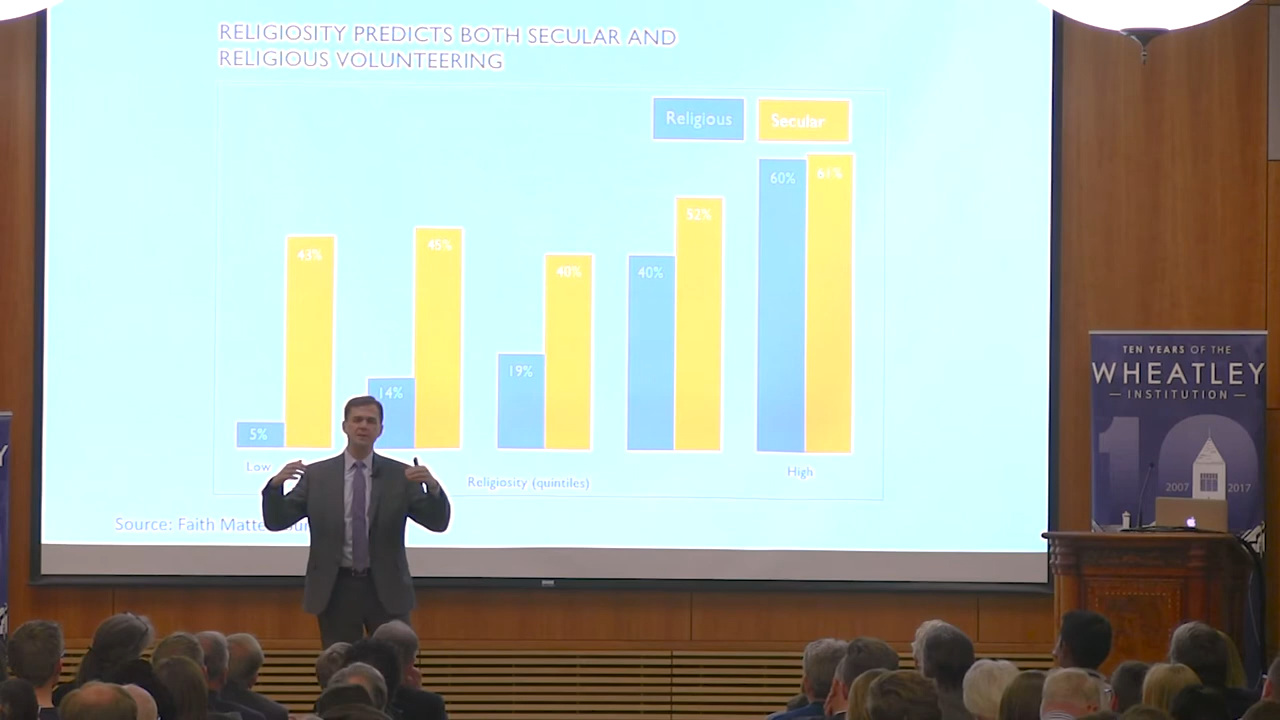 RELIGIOSITY PREDICTS BOTH SECULAR AND
RELIGIOUS VOLUNTEERING
Religious Secular
5% 43%
14% 45%
19% 40%
40% 52%
60% 61%
Low High
Religiosity (quintiles)
Source: Faith
TEN YEARS OF THE
WHEATLEY
— INSTITUTION —
10
2007 2017